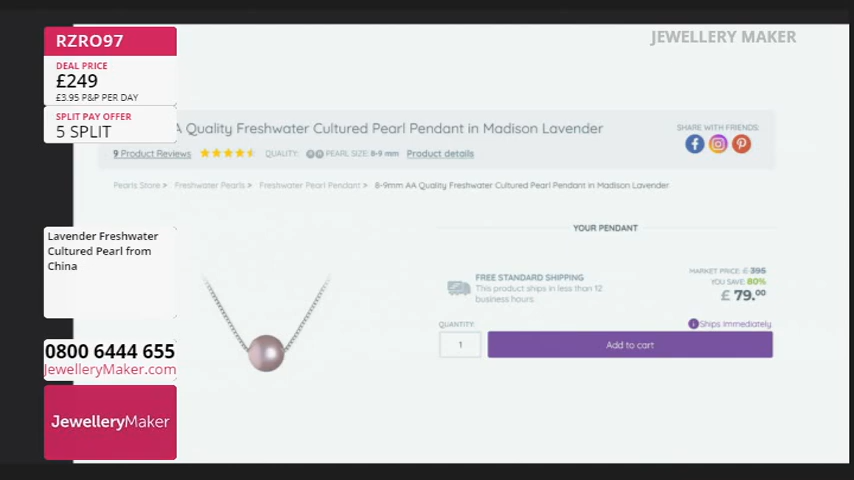 RZRO97
DEAL PRICE
£249
£3.95 P&P PER DAY
SPLIT PAY OFFER
5 SPLIT
JEWELLERY MAKER
A Quality Freshwater Cultured Pearl Pendant in Madison Lavender
SHARE WITH FRIENDS:
9 Product Reviews QUALITY: PEARL SIZE: 8-9 mm Product details
Pearls Store > Freshwater Pearls > Freshwater Pearl Pendant > 8-9mm AA Quality Freshwater Cultured Pearl Pendant in Madison Lavender
YOUR PENDANT
Lavender Freshwater
Cultured Pearl from
China
FREE STANDARD SHIPPING
This product ships in less than 12
business hours.
MARKET PRICE: £ 395
YOU SAVE: 80%
£ 79.00
Ships Immediately
QUANTITY:
1
Add to cart
0800 6444 655
JewelleryMaker.com
JewelleryMaker